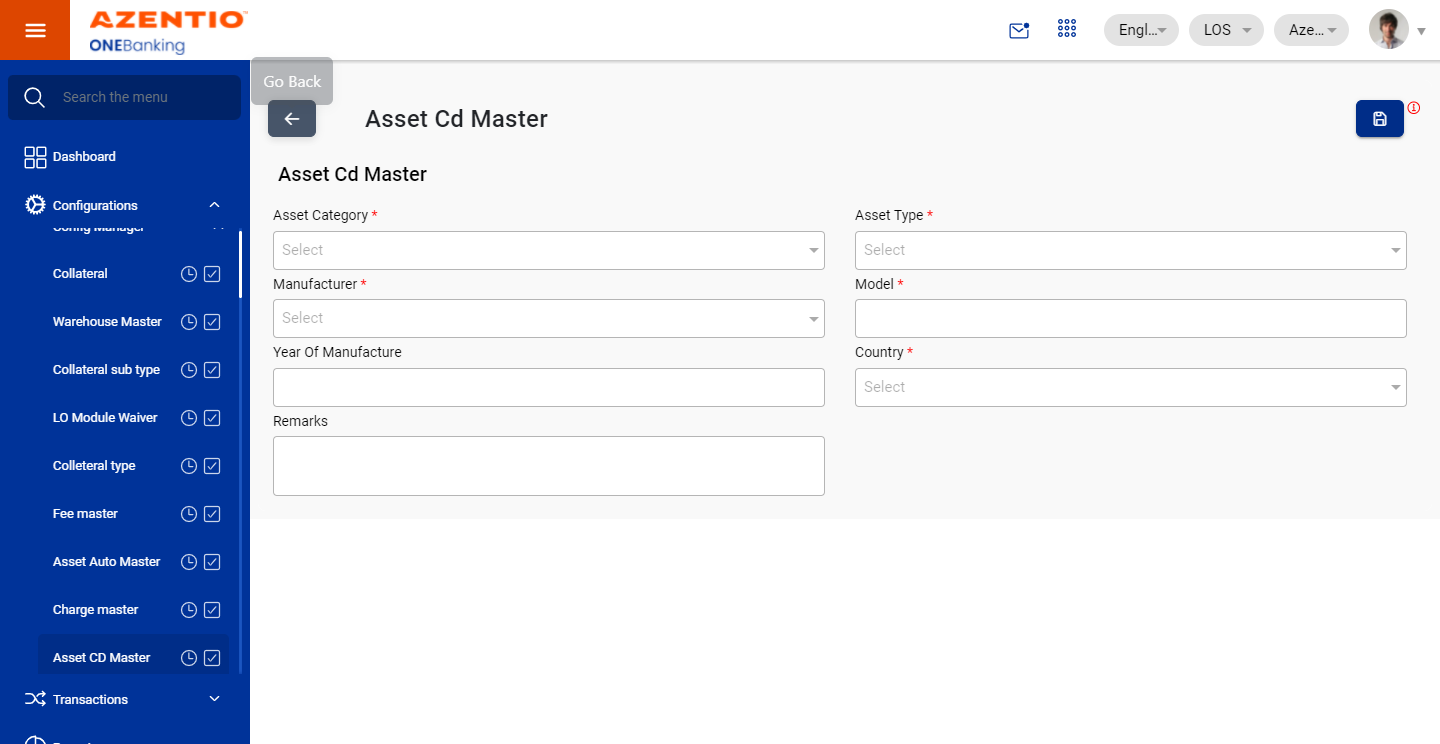 AZENTIO™
ONEBanking
Engl...
LOS
Aze...
Go Back
Search the menu
Asset Cd Master
Dashboard
Configurations
Config Manager
Collateral
Warehouse Master
Collateral sub type
LO Module Waiver
Colleteral type
Fee master
Asset Auto Master
Charge master
Asset CD Master
Transactions
Asset Cd Master
Asset Category *
Select
Asset Type *
Select
Manufacturer *
Select
Model *
Year Of Manufacture
Country *
Select
Remarks